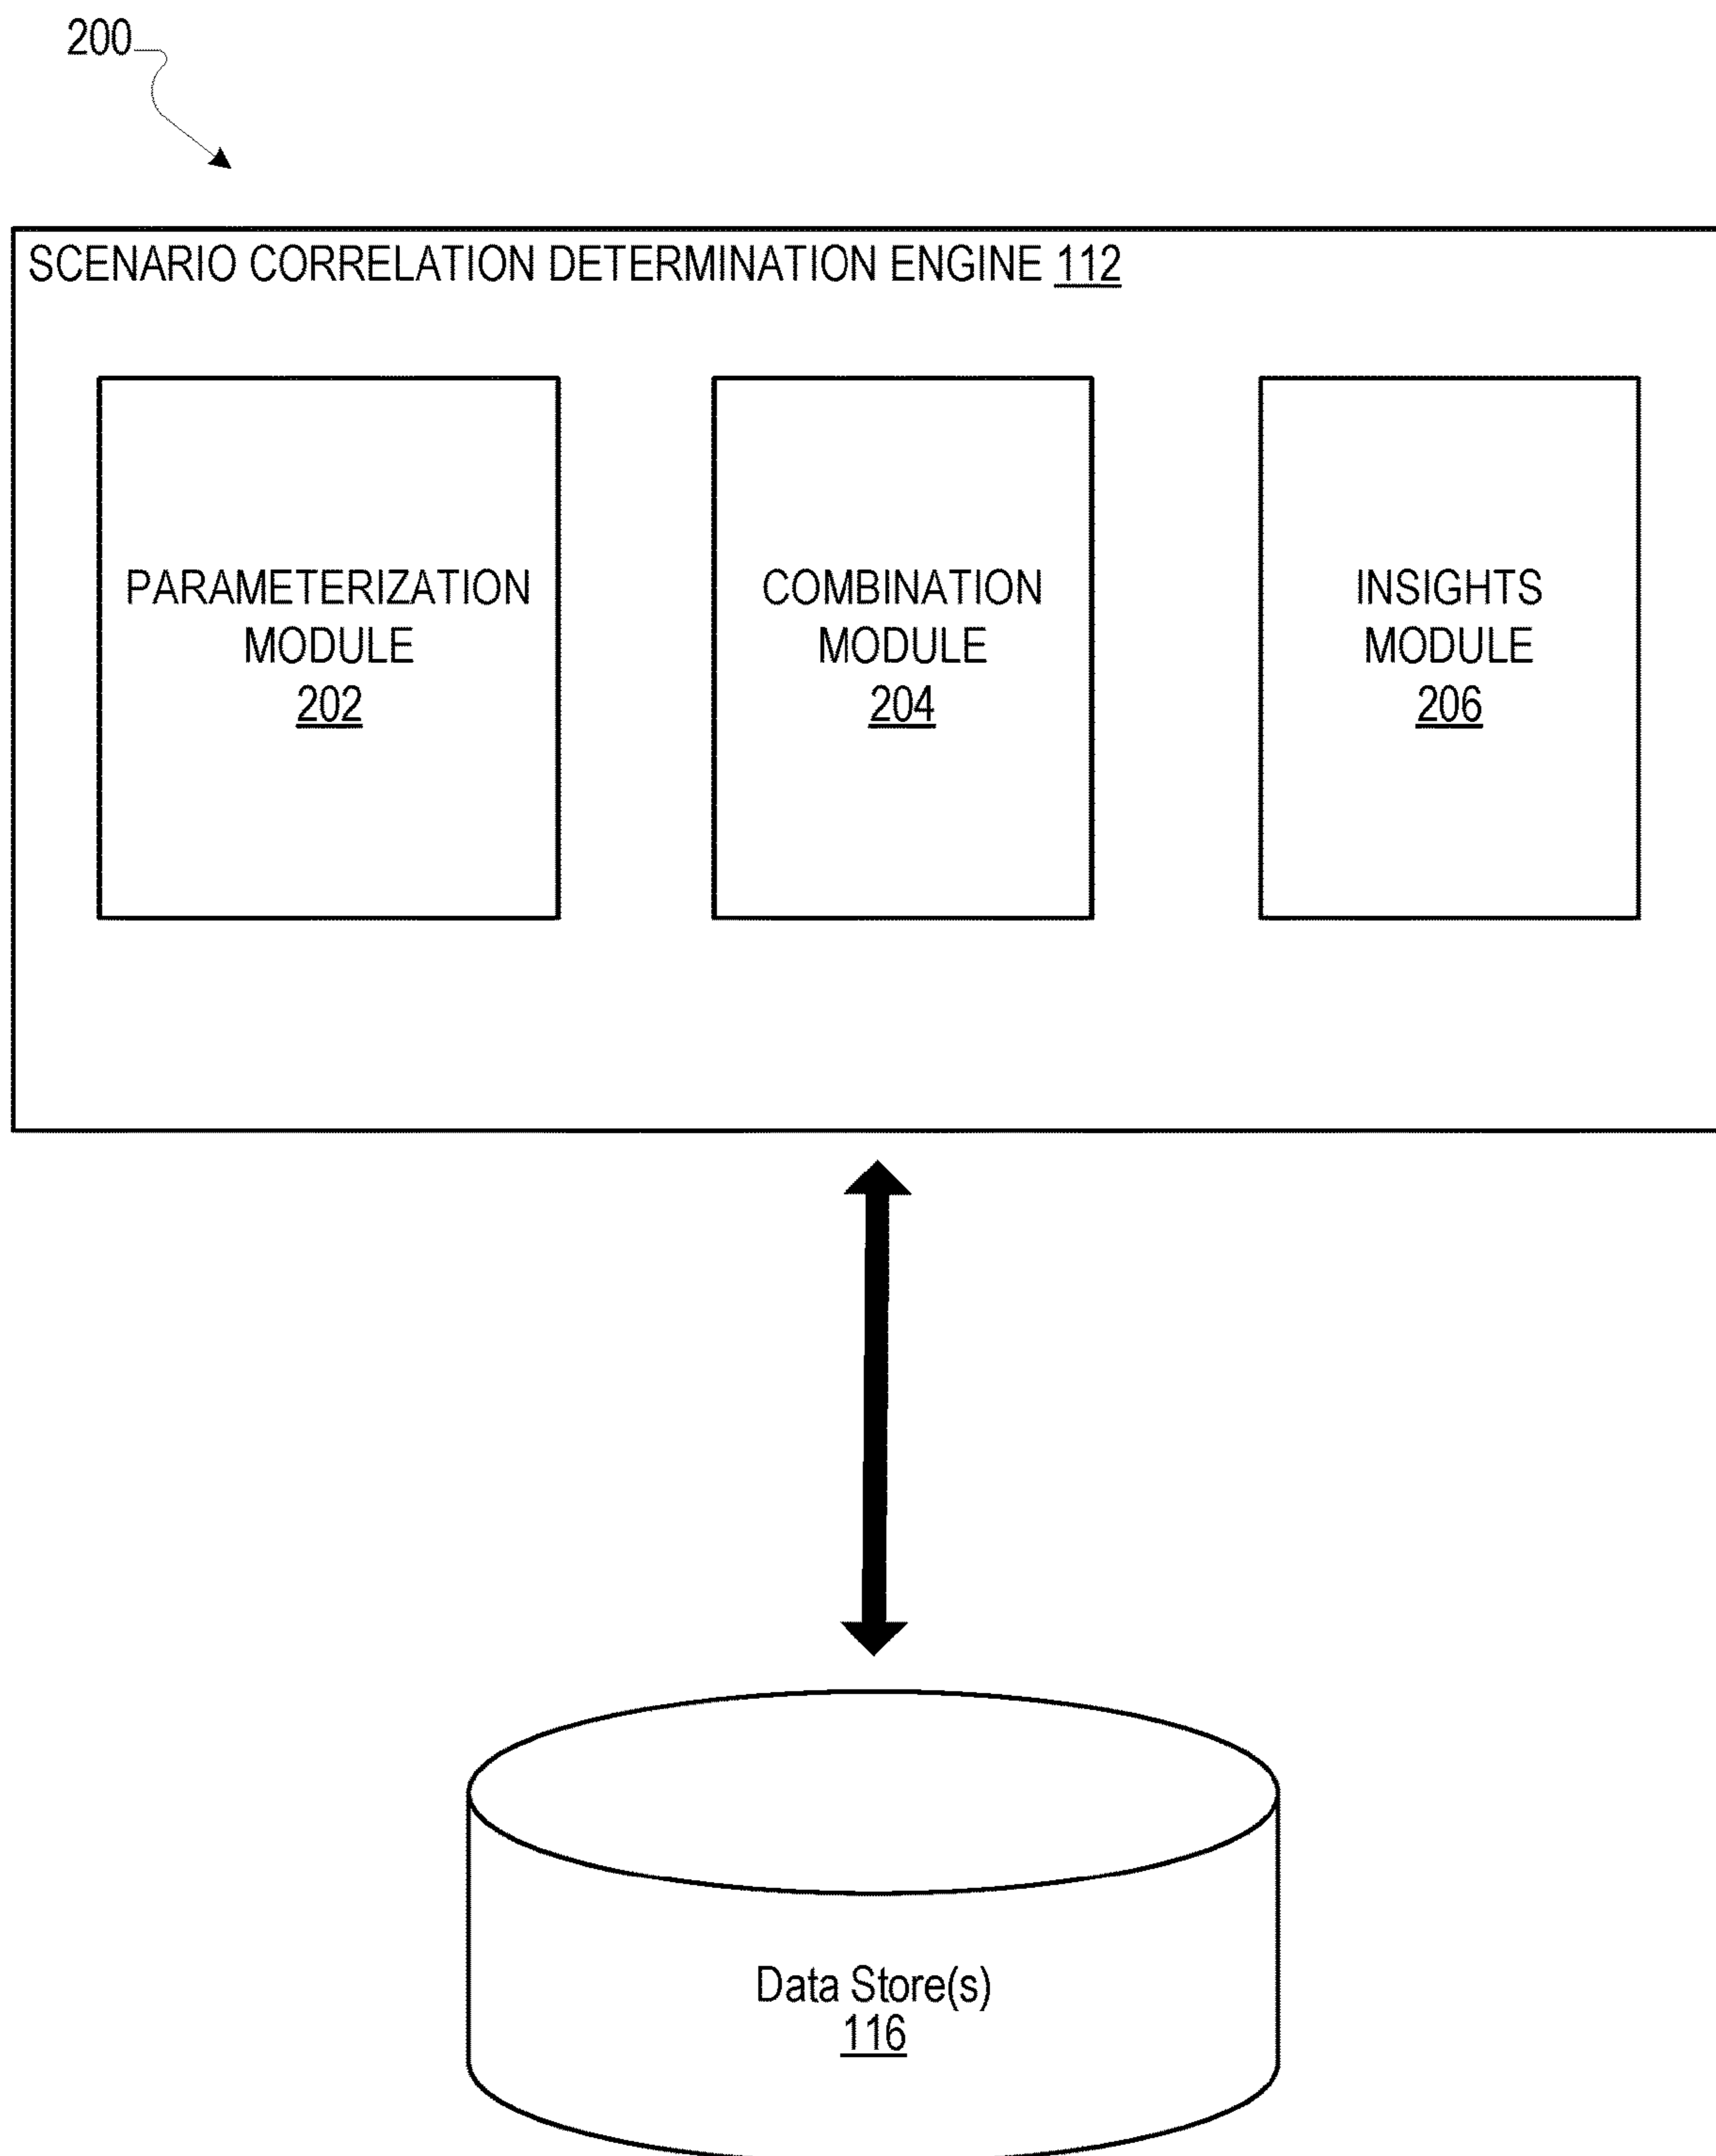 200
SCENARIO CORRELATION DETERMINATION ENGINE 112
PARAMETERIZATION
MODULE
202
COMBINATION
MODULE
204
INSIGHTS
MODULE
206
Data Store(s)
116